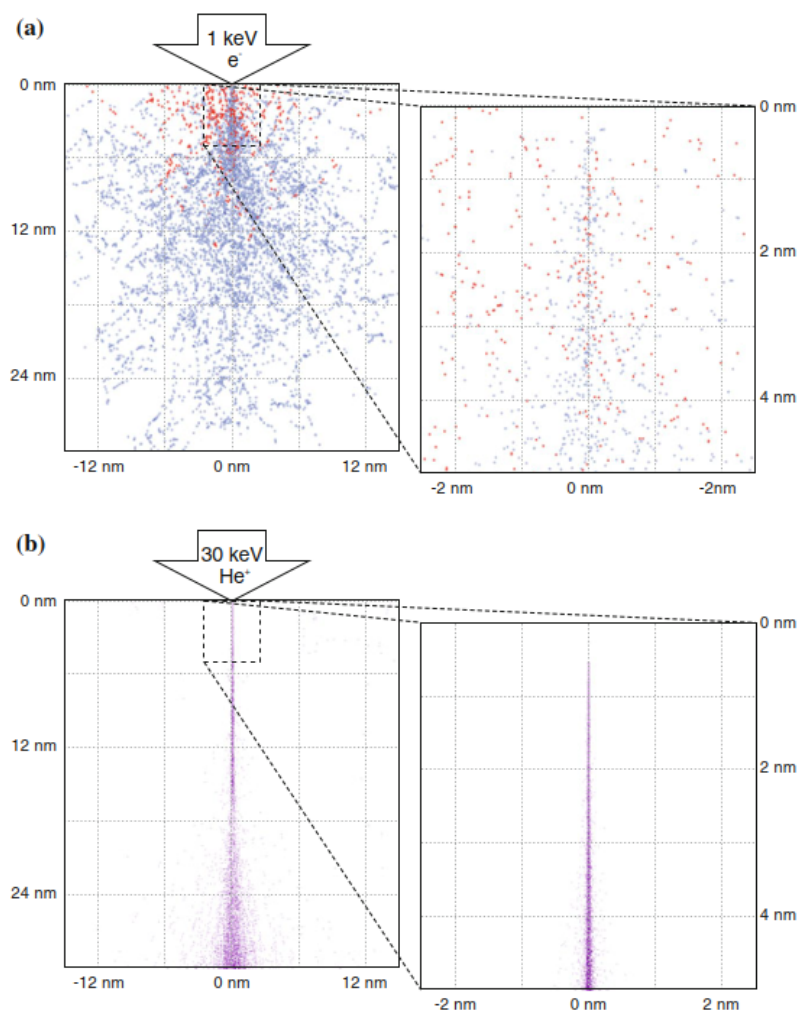 (a)
1 keV
e-
0 nm
12 nm
24 nm
-12 nm 0 nm 12 nm
0 nm
2 nm
4 nm
-2 nm 0 nm -2nm
(b)
30 keV
He+
0 nm
12 nm
24 nm
-12 nm 0 nm 12 nm
0 nm
2 nm
4 nm
-2 nm 0 nm 2 nm